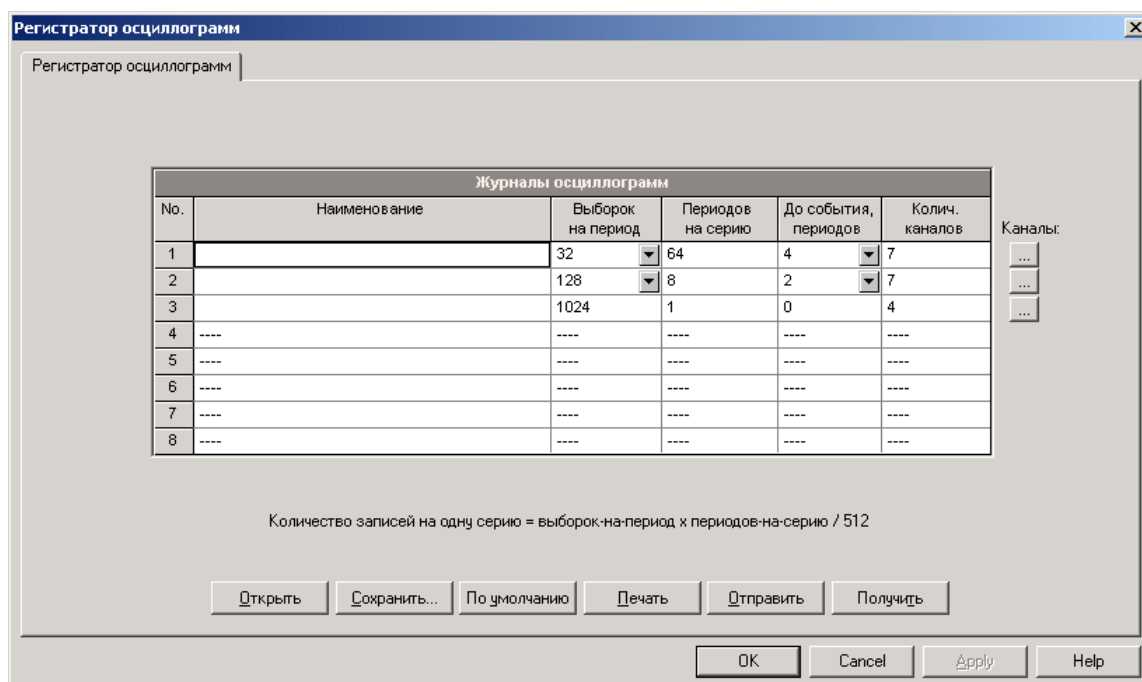 Регистратор осциллограмм
Регистратор осциллограмм
Журналы осциллограмм
No. Наименование Выборок на период Периодов на серию До события, периодов Колич. каналов Каналы:
1 32 64 4 7 ...
2 128 8 2 7 ...
3 1024 1 0 4 ...
4 ---- ---- ---- ---- ----
5 ---- ---- ---- ---- ----
6 ---- ---- ---- ---- ----
7 ---- ---- ---- ---- ----
8 ---- ---- ---- ---- ----
Количество записей на одну серию = выборок-на-период x периодов-на-серию / 512
Открыть Сохранить... По умолчанию Печать Отправить Получить
OK Cancel Apply Help